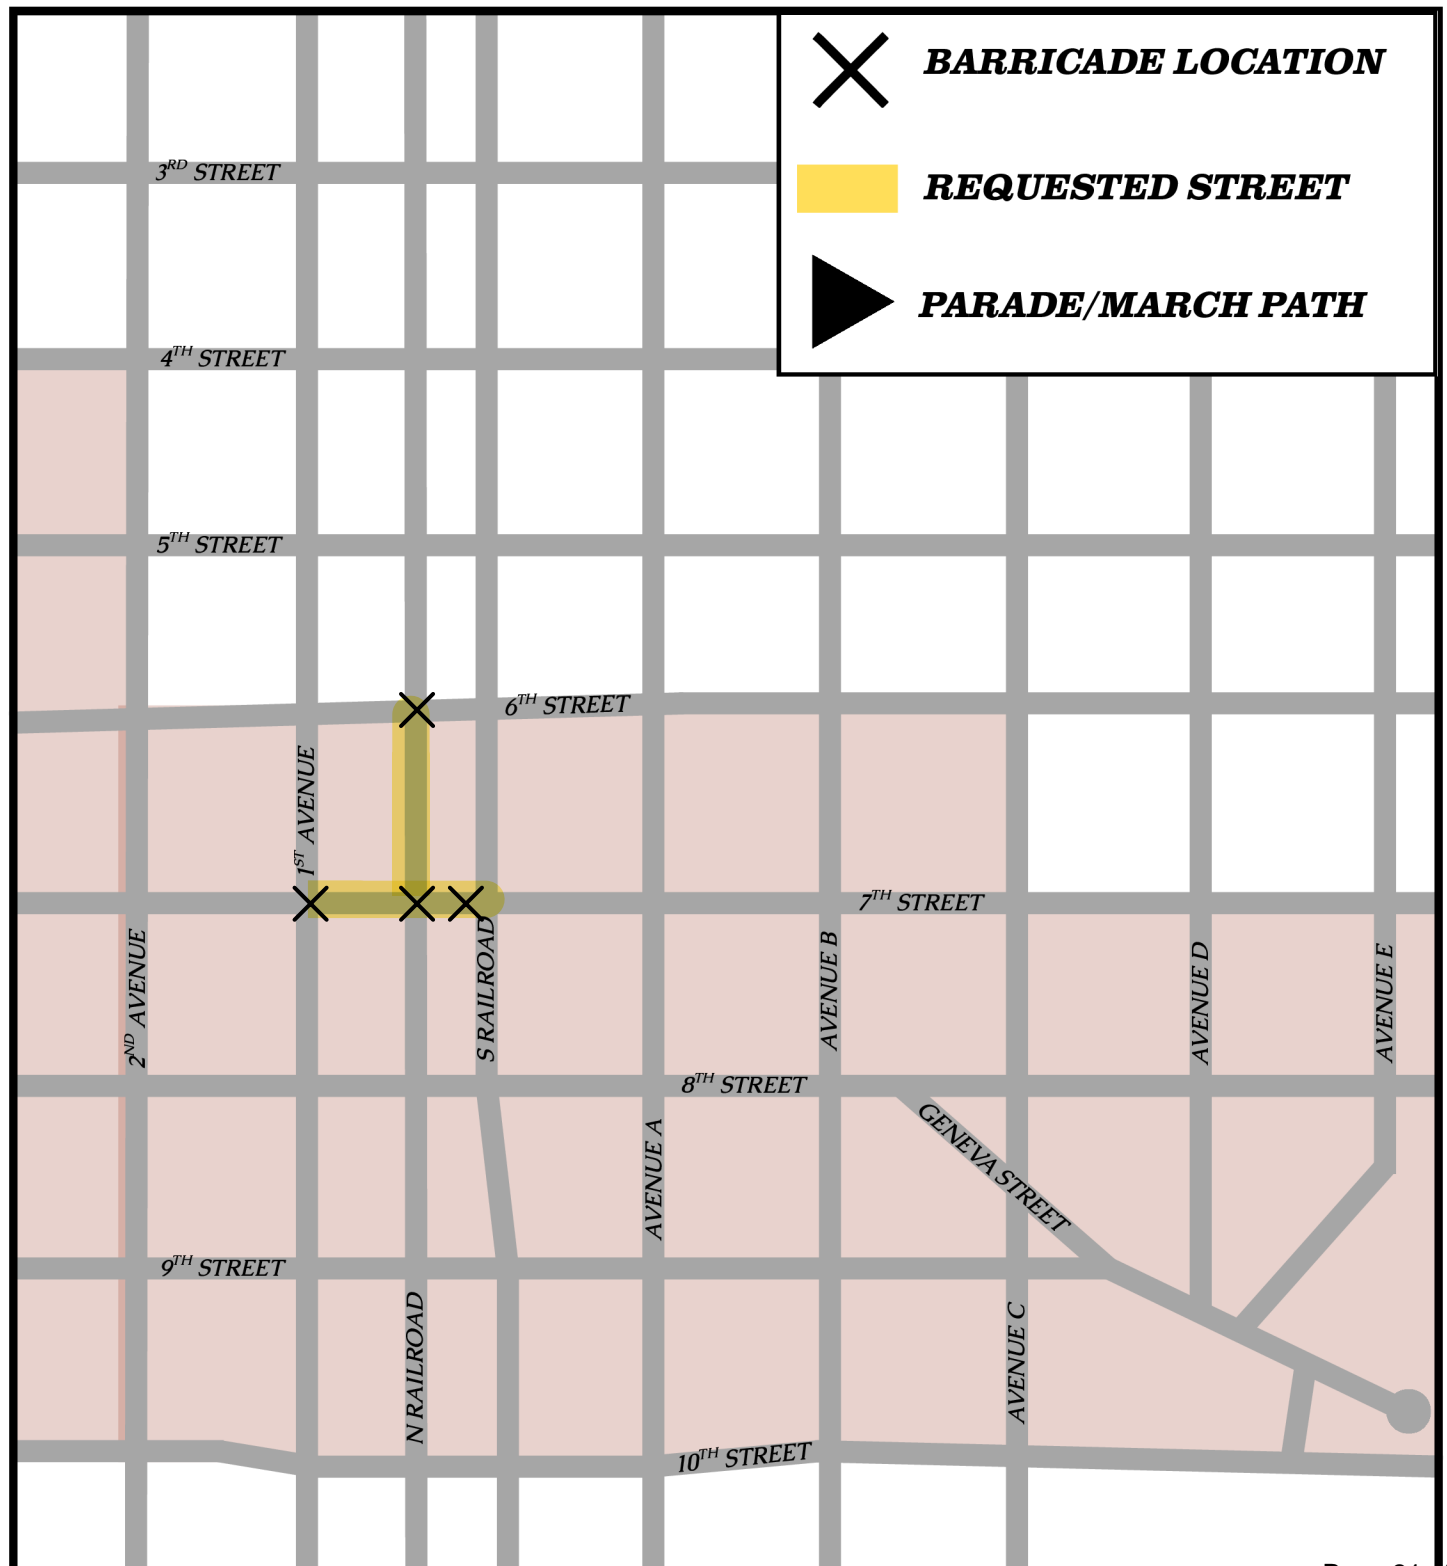 BARRICADE LOCATION
REQUESTED STREET
PARADE/MARCH PATH
3RD STREET
4TH STREET
5TH STREET
6TH STREET
1ST AVENUE
7TH STREET
2ND AVENUE
S RAILROAD
AVENUE B
AVENUE D
AVENUE E
8TH STREET
AVENUE A
GENEVA STREET
9TH STREET
N RAILROAD
AVENUE C
10TH STREET